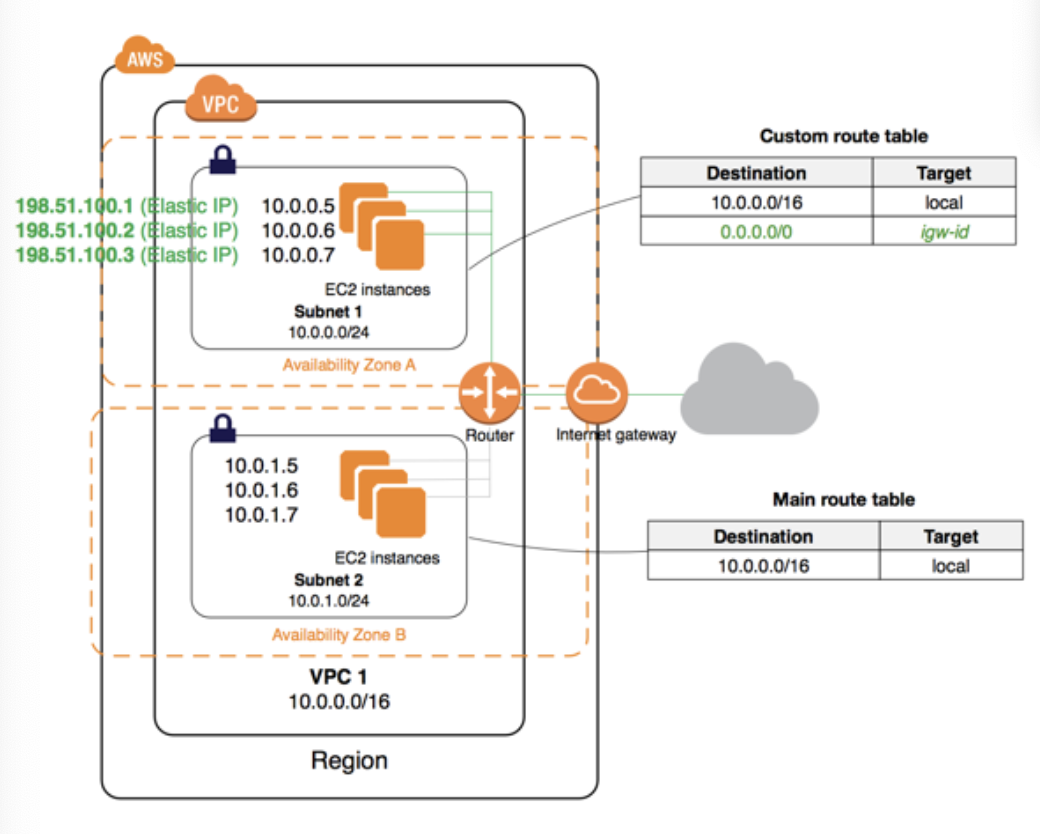 AWS
VPC
198.51.100.1 (Elastic IP)
198.51.100.2 (Elastic IP)
198.51.100.3 (Elastic IP)
10.0.0.5
10.0.0.6
10.0.0.7
EC2 instances
Subnet 1
10.0.0.0/24
Availability Zone A
Custom route table
Destination Target
10.0.0.0/16 local
0.0.0.0/0 igw-id
Router
Internet gateway
10.0.1.5
10.0.1.6
10.0.1.7
EC2 instances
Subnet 2
10.0.1.0/24
Availability Zone B
Main route table
Destination Target
10.0.0.0/16 local
VPC 1
10.0.0.0/16
Region